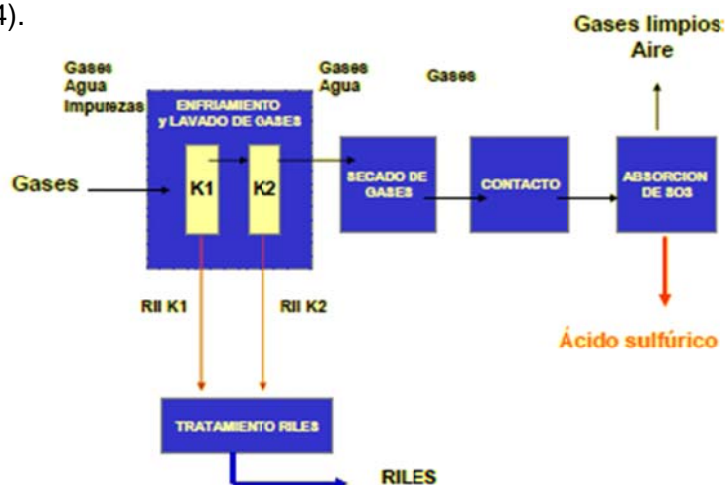 4).
Gases limpios
Aire
Gases
Agua
Impurezas
Gases
Agua
Gases
ENFRIAMIENTO
y LAVADO DE GASES
Gases
K1
K2
SECADO DE
GASES
CONTACTO
ABSORCION
DE SO3
RII K1
RII K2
Ácido sulfúrico
TRATAMIENTO RILES
RILES